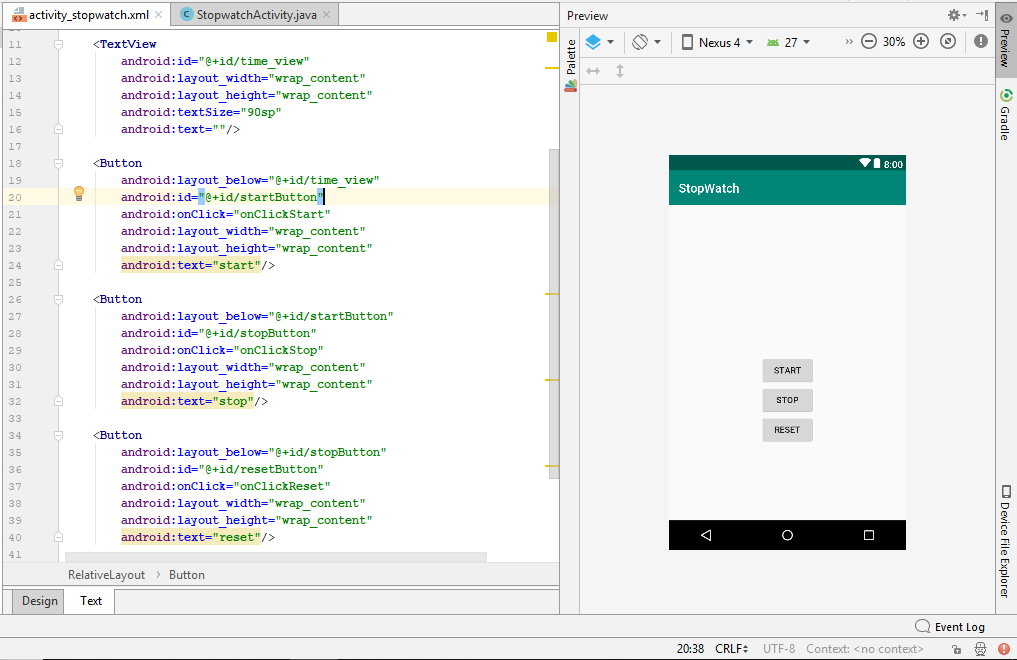 activity_stopwatch.xml
StopwatchActivity.java
11 <TextView
12 android:id="@+id/time_view"
13 android:layout_width="wrap_content"
14 android:layout_height="wrap_content"
15 android:textSize="90sp"
16 android:text=""/>
17
18 <Button
19 android:layout_below="@+id/time_view"
20 android:id="@+id/startButton"
21 android:onClick="onClickStart"
22 android:layout_width="wrap_content"
23 android:layout_height="wrap_content"
24 android:text="start"/>
25
26 <Button
27 android:layout_below="@+id/startButton"
28 android:id="@+id/stopButton"
29 android:onClick="onClickStop"
30 android:layout_width="wrap_content"
31 android:layout_height="wrap_content"
32 android:text="stop"/>
33
34 <Button
35 android:layout_below="@+id/stopButton"
36 android:id="@+id/resetButton"
37 android:onClick="onClickReset"
38 android:layout_width="wrap_content"
39 android:layout_height="wrap_content"
40 android:text="reset"/>
41
RelativeLayout › Button
Design Text
Palette
Preview
Nexus 4 27 » 30%
8:00
StopWatch
START
STOP
RESET
Preview
Gradle
Device File Explorer
Event Log
20:38 CRLF UTF-8 Context: <no context>